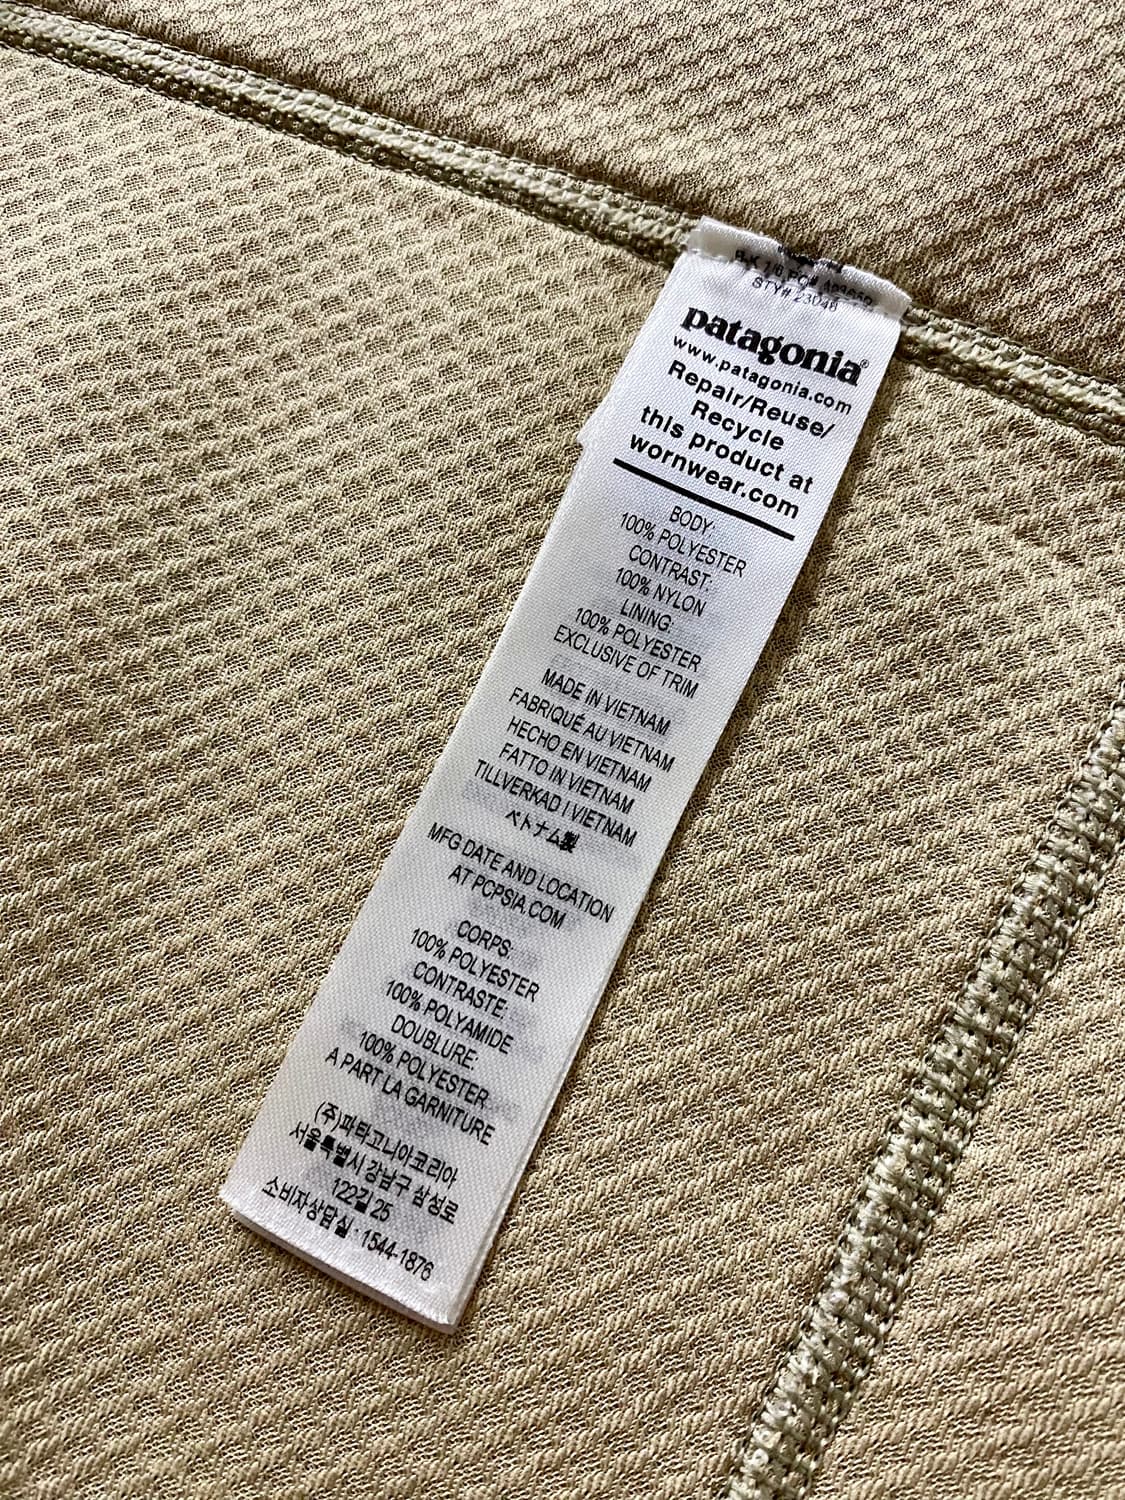 STY# 23048
patagonia®
www.patagonia.com
Repair/Reuse/
Recycle
this product at
wornwear.com
BODY:
100% POLYESTER
CONTRAST:
100% NYLON
LINING:
100% POLYESTER
EXCLUSIVE OF TRIM
MADE IN VIETNAM
FABRIQUÉ AU VIETNAM
HECHO EN VIETNAM
FATTO IN VIETNAM
TILLVERKAD I VIETNAM
ベトナム製
MFG DATE AND LOCATION
AT PCPSIA.COM
CORPS:
100% POLYESTER
CONTRASTE:
100% POLYAMIDE
DOUBLURE:
100% POLYESTER
A PART LA GARNITURE
(주)파타고니아코리아
서울특별시 강남구 삼성로
122길 25
소비자상담실 · 1544-1876